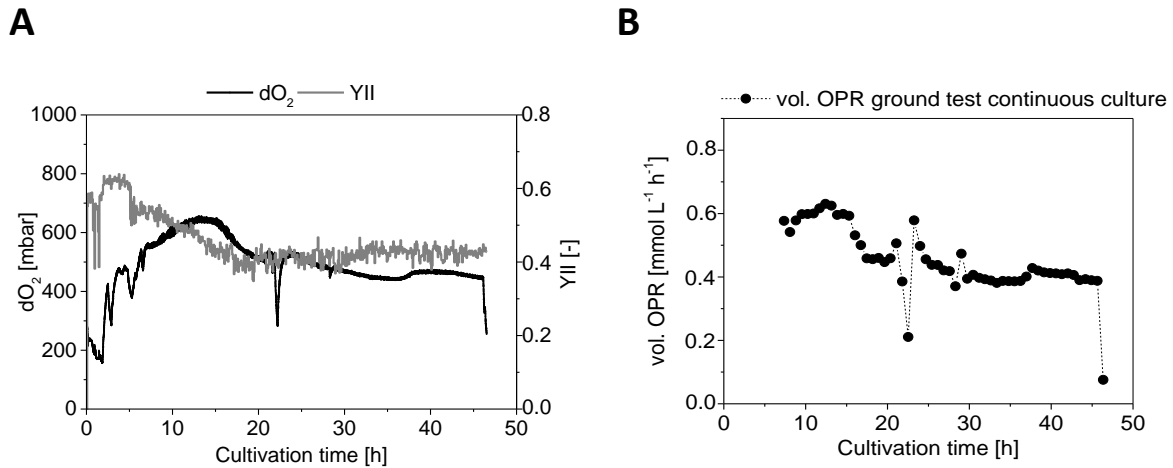 A
B
dO₂ YII
vol. OPR ground test continuous culture
dO₂ [mbar]
1000
800
600
400
200
0
YII [-]
0.8
0.6
0.4
0.2
0.0
0 10 20 30 40 50
Cultivation time [h]
vol. OPR [mmol L⁻¹ h⁻¹]
0.8
0.6
0.4
0.2
0.0
0 10 20 30 40 50
Cultivation time [h]